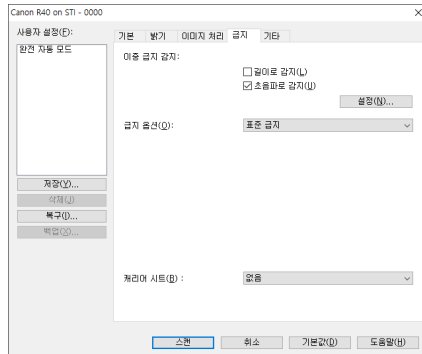 Canon R40 on STI - 0000
사용자 설정(F):
완전 자동 모드
저장(Y)...
삭제(J)
복구(I)...
백업(X)...
기본 밝기 이미지 처리 급지 기타
이중 급지 감지:
길이로 감지(L)
초음파로 감지(U)
설정(N)...
급지 옵션(O): 표준 급지
캐리어 시트(B) : 없음
스캔 취소 기본값(D) 도움말(H)